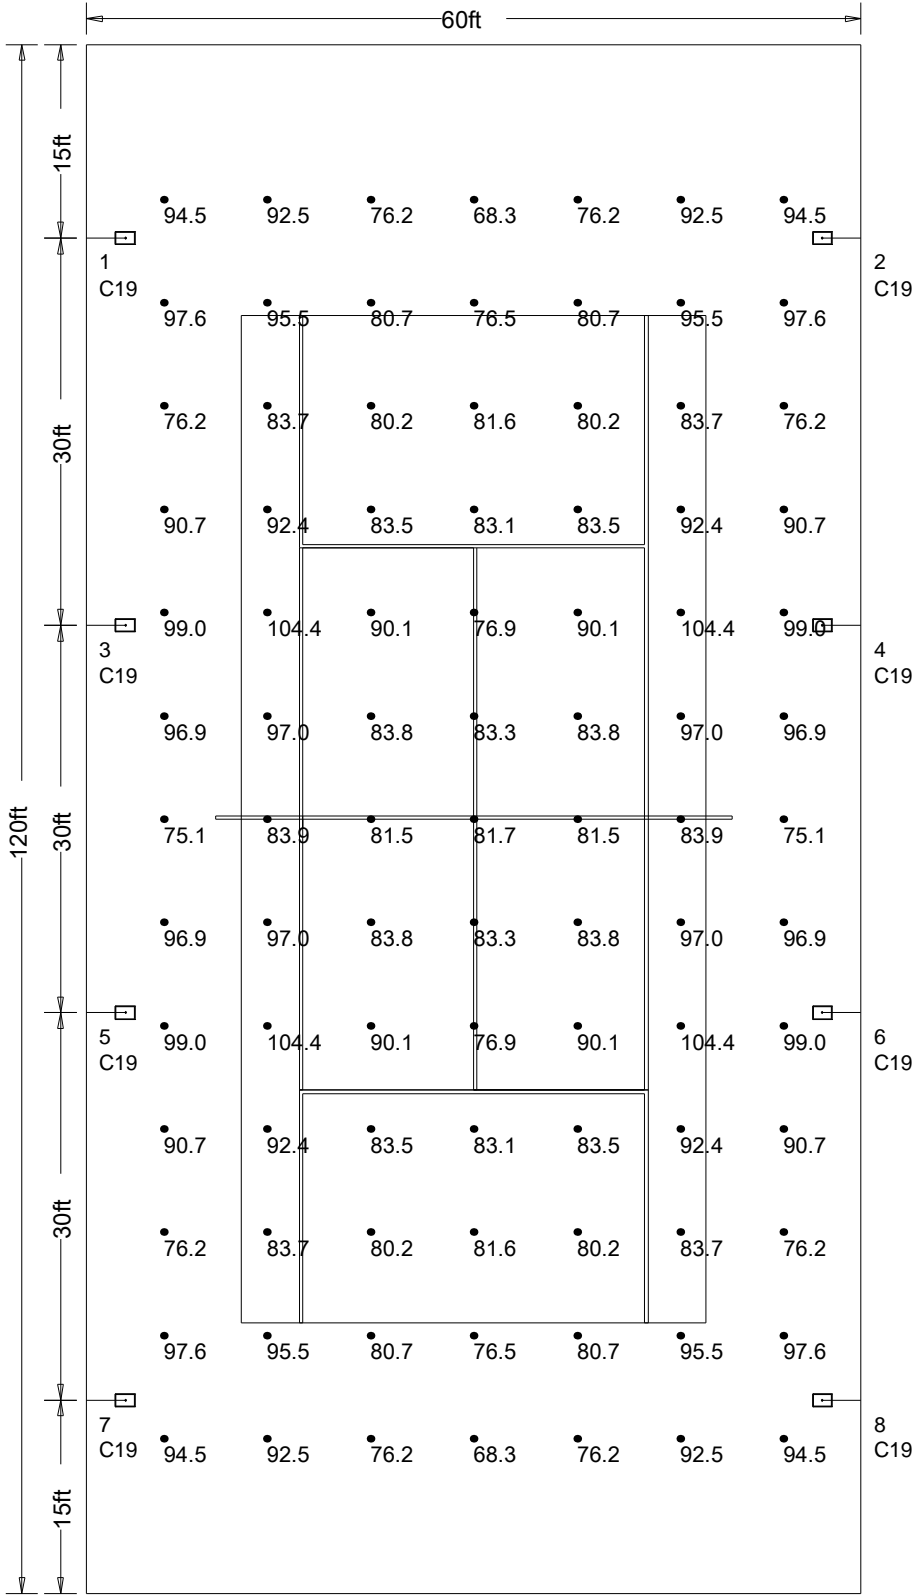 60ft
15ft
94.5 92.5 76.2 68.3 76.2 92.5 94.5
1 2
C19 C19
97.6 95.5 80.7 76.5 80.7 95.5 97.6
76.2 83.7 80.2 81.6 80.2 83.7 76.2
30ft
90.7 92.4 83.5 83.1 83.5 92.4 90.7
99.0 104.4 90.1 76.9 90.1 104.4 99.0
3 4
C19 C19
96.9 97.0 83.8 83.3 83.8 97.0 96.9
120ft
30ft
75.1 83.9 81.5 81.7 81.5 83.9 75.1
96.9 97.0 83.8 83.3 83.8 97.0 96.9
5 6
99.0 104.4 90.1 76.9 90.1 104.4 99.0
C19 C19
90.7 92.4 83.5 83.1 83.5 92.4 90.7
30ft
76.2 83.7 80.2 81.6 80.2 83.7 76.2
97.6 95.5 80.7 76.5 80.7 95.5 97.6
7 8
C19 C19
94.5 92.5 76.2 68.3 76.2 92.5 94.5
15ft